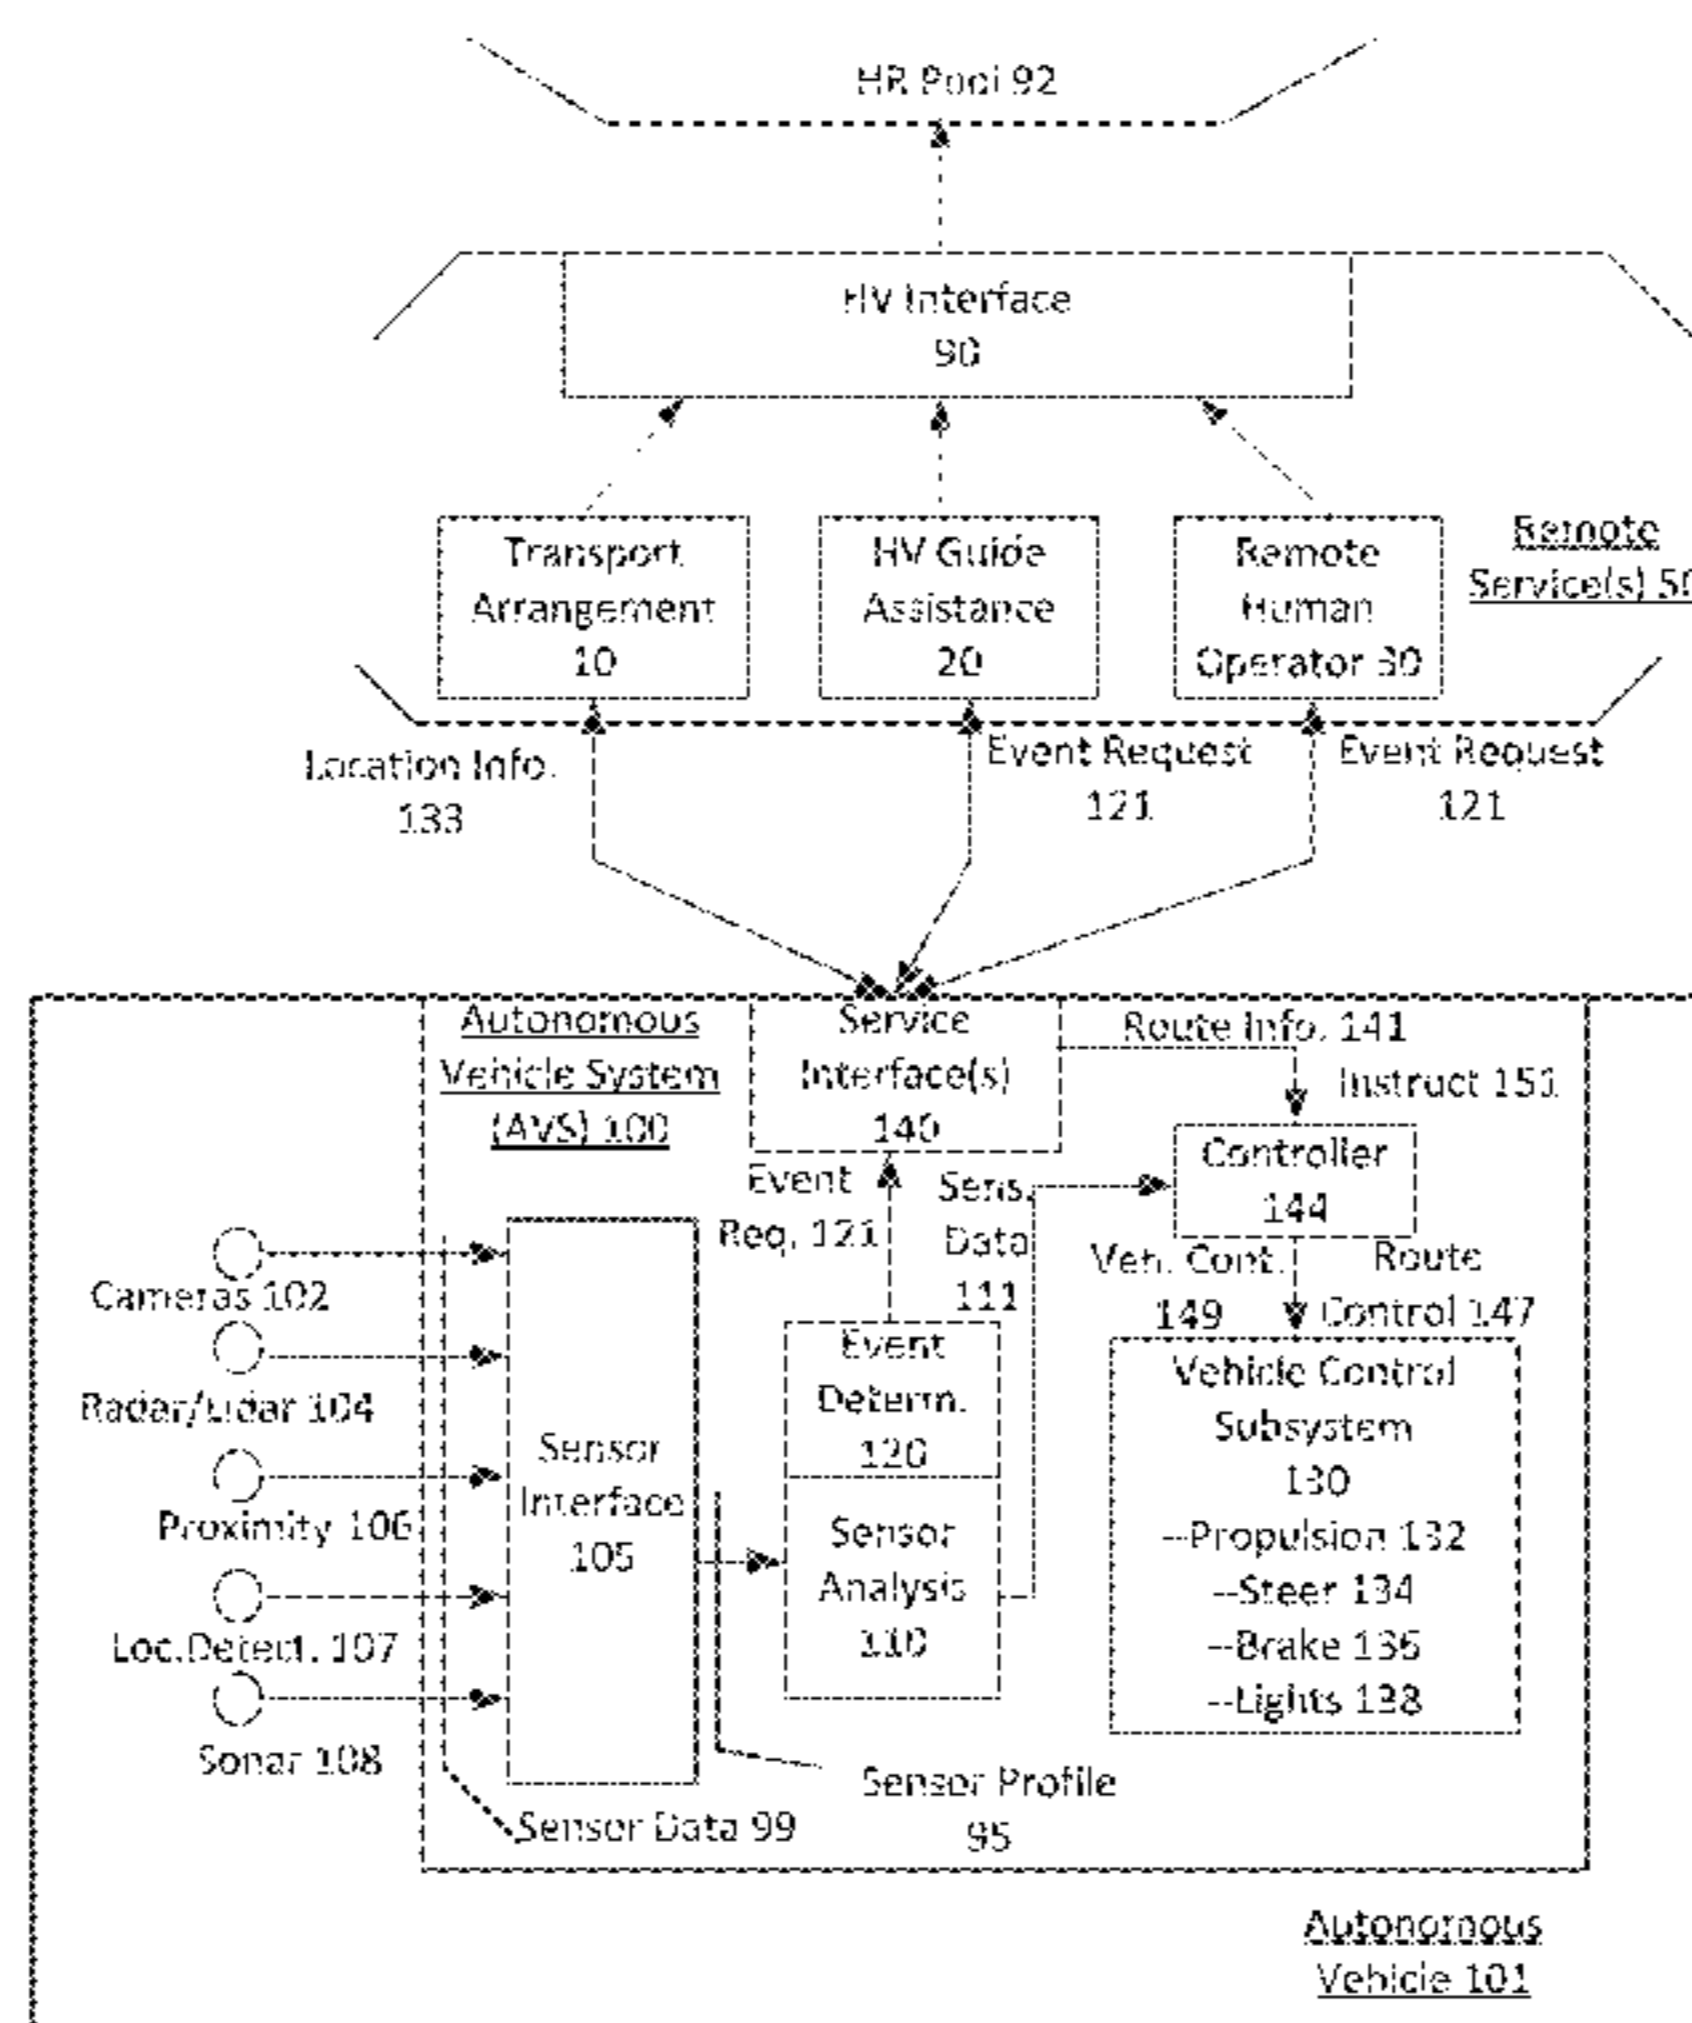 HR Pool 92
HV Interface
90
Transport
Arrangement
10
HV Guide
Assistance
20
Remote
Human
Operator 30
Remote
Service(s) 50
Location Info.
133
Event Request
121
Event Request
121
Autonomous
Vehicle System
(AVS) 100
Service
Interface(s)
140
Route Info. 141
Instruct 151
Controller
144
Event
Req. 121
Sens.
Data
111
Veh. Cont.
149
Route
Control 147
Cameras 102
Radar/Lidar 104
Proximity 106
Loc.Detect. 107
Sonar 108
Sensor
Interface
105
Event
Determ.
120
Sensor
Analysis
110
Vehicle Control
Subsystem
130
--Propulsion 132
--Steer 134
--Brake 136
--Lights 138
Sensor Data 99
Sensor Profile
95
Autonomous
Vehicle 101